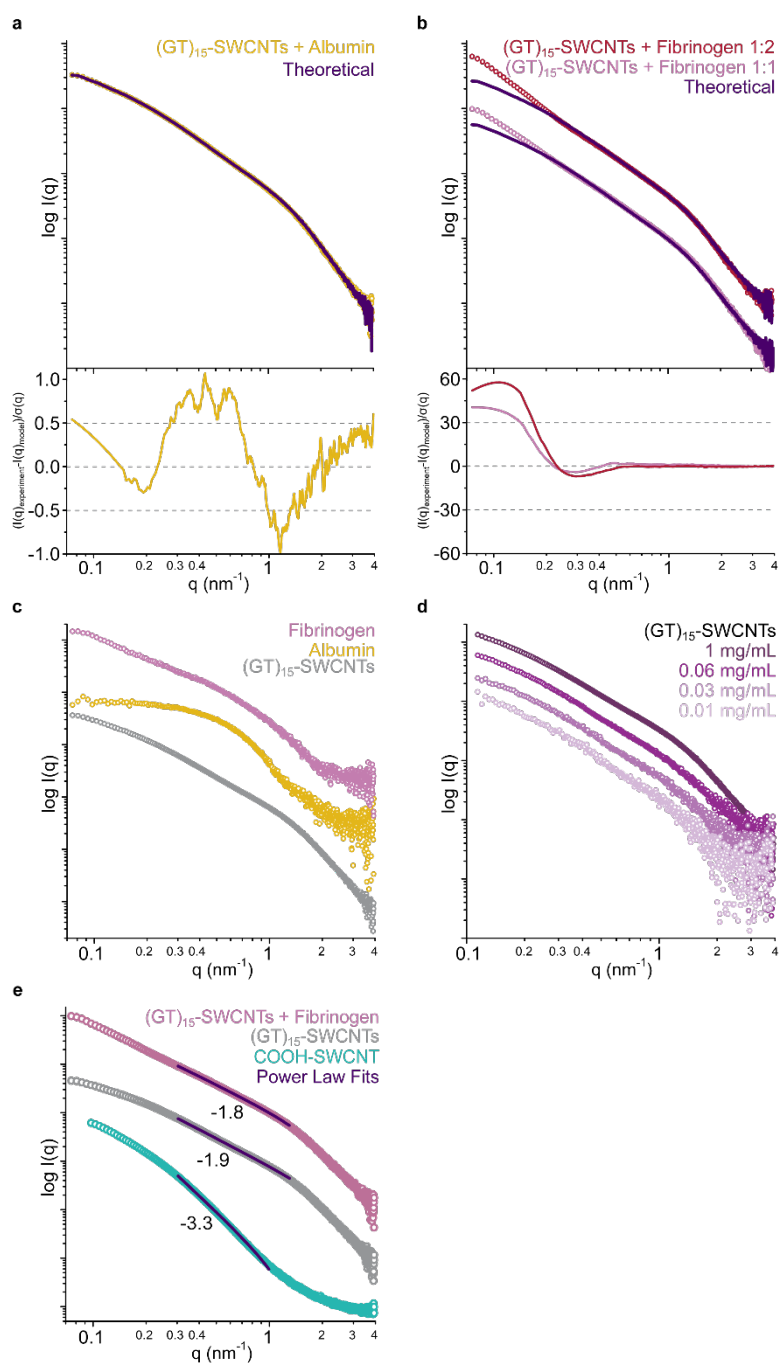 a
(GT)₁₅-SWCNTs + Albumin
Theoretical
log I(q)
1.0
0.5
0.0
-0.5
-1.0
(I(q)experiment-I(q)model)/σ(q)
0.1 0.2 0.3 0.4 1 2 3 4
q (nm⁻¹)
b
(GT)₁₅-SWCNTs + Fibrinogen 1:2
(GT)₁₅-SWCNTs + Fibrinogen 1:1
Theoretical
log I(q)
60
30
0
-30
-60
(I(q)experiment-I(q)model)/σ(q)
0.1 0.2 0.3 0.4 1 2 3 4
q (nm⁻¹)
c
Fibrinogen
Albumin
(GT)₁₅-SWCNTs
log I(q)
0.1 0.2 0.3 0.4 1 2 3 4
q (nm⁻¹)
d
(GT)₁₅-SWCNTs
1 mg/mL
0.06 mg/mL
0.03 mg/mL
0.01 mg/mL
log I(q)
0.1 0.2 0.3 0.4 1 2 3 4
q (nm⁻¹)
e
(GT)₁₅-SWCNTs + Fibrinogen
(GT)₁₅-SWCNTs
COOH-SWCNT
Power Law Fits
-1.8
-1.9
-3.3
log I(q)
0.1 0.2 0.3 0.4 1 2 3 4
q (nm⁻¹)